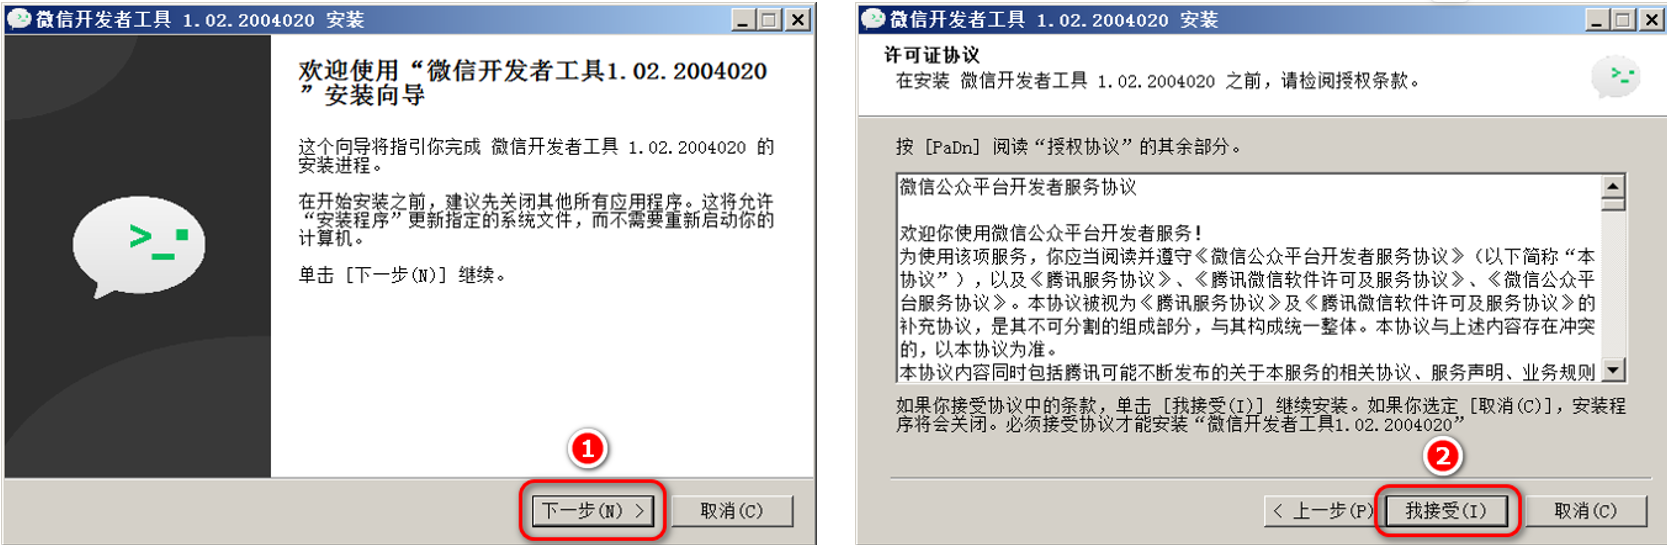 微信开发者工具 1.02.2004020 安装
欢迎使用“微信开发者工具1.02.2004020
”安装向导
这个向导将指引你完成 微信开发者工具 1.02.2004020 的
安装进程。
在开始安装之前，建议先关闭其他所有应用程序。这将允许
“安装程序”更新指定的系统文件，而不需要重新启动你的
计算机。
单击 [下一步(N)] 继续。
1
下一步(N) >
取消(C)
微信开发者工具 1.02.2004020 安装
许可证协议
在安装 微信开发者工具 1.02.2004020 之前，请检阅授权条款。
按 [PaDn] 阅读“授权协议”的其余部分。
微信公众平台开发者服务协议
欢迎你使用微信公众平台开发者服务！
为使用该项服务，你应当阅读并遵守《微信公众平台开发者服务协议》（以下简称“本
协议”），以及《腾讯服务协议》、《腾讯微信软件许可及服务协议》、《微信公众平
台服务协议》。本协议被视为《腾讯服务协议》及《腾讯微信软件许可及服务协议》的
补充协议，是其不可分割的组成部分，与其构成统一整体。本协议与上述内容存在冲突
的，以本协议为准。
本协议内容同时包括腾讯可能不断发布的关于本服务的相关协议、服务声明、业务规则
如果你接受协议中的条款，单击 [我接受(I)] 继续安装。如果你选定 [取消(C)]，安装程
序将会关闭。必须接受协议才能安装“微信开发者工具1.02.2004020”
2
< 上一步(P)
我接受(I)
取消(C)